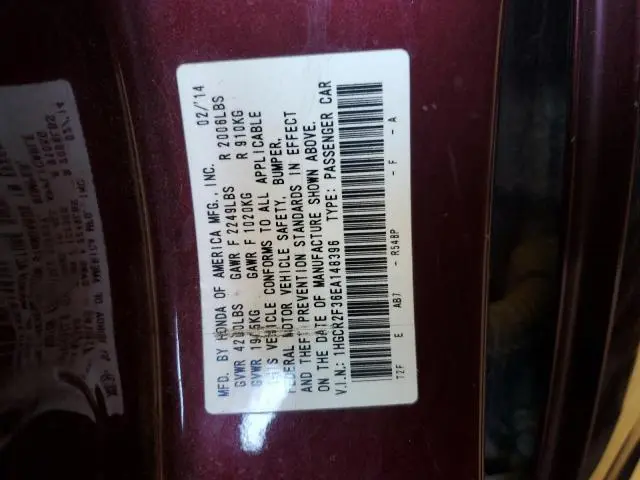 MFD. BY HONDA OF AMERICA MFG., INC. 02/'14
GVWR 4200LBS GAWR F 2249LBS R 2006LBS
GVWR KG GAWR F 1020KG R 910KG
THIS VEHICLE CONFORMS TO ALL APPLICABLE
FEDERAL MOTOR VEHICLE SAFETY, BUMPER,
AND THEFT PREVENTION STANDARDS IN EFFECT
ON THE DATE OF MANUFACTURE SHOWN ABOVE.
V.I.N.: 1HGCR2F36EA148396 TYPE: PASSENGER CAR
T2F E AB7 - R548P - F - A